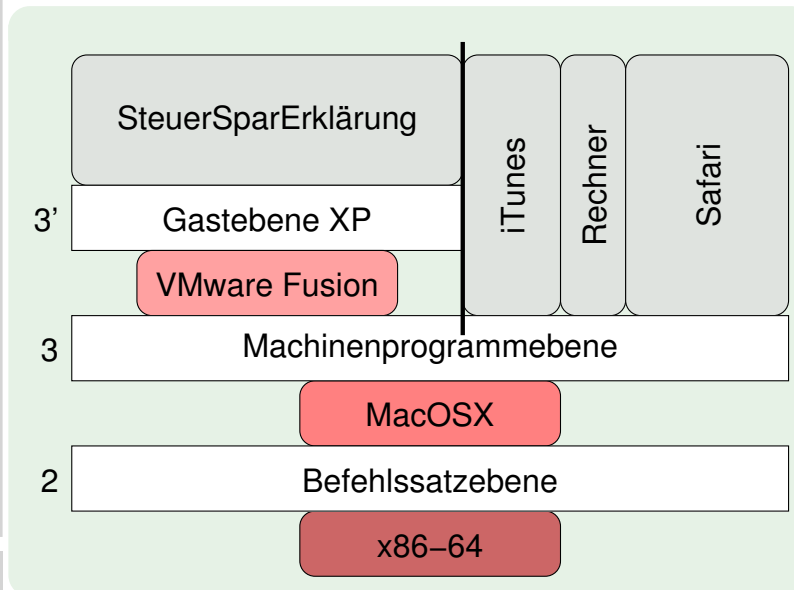 SteuerSparErklärung
iTunes
Rechner
Safari
3’ Gastebene XP
VMware Fusion
3 Machinenprogrammebene
MacOSX
2 Befehlssatzebene
x86–64